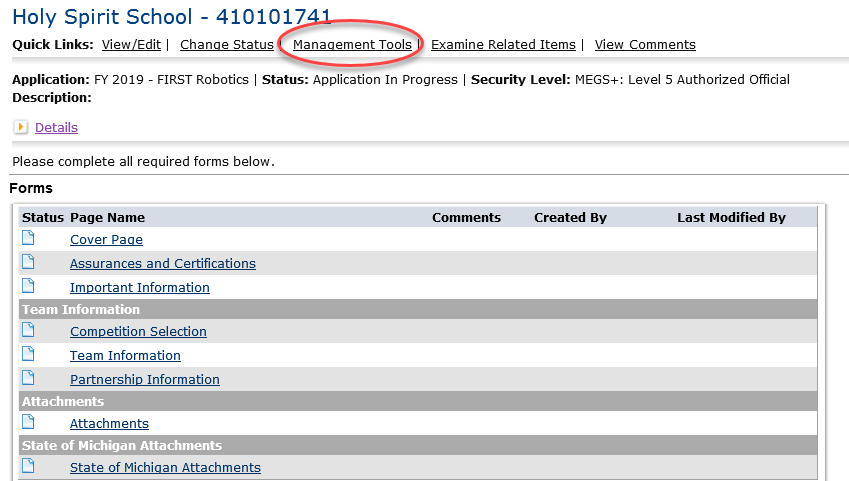 Holy Spirit School - 410101741
Quick Links: View/Edit | Change Status | Management Tools | Examine Related Items | View Comments
Application: FY 2019 - FIRST Robotics | Status: Application In Progress | Security Level: MEGS+: Level 5 Authorized Official
Description:
Details
Please complete all required forms below.
Forms
Status Page Name Comments Created By Last Modified By
Cover Page
Assurances and Certifications
Important Information
Team Information
Competition Selection
Team Information
Partnership Information
Attachments
Attachments
State of Michigan Attachments
State of Michigan Attachments